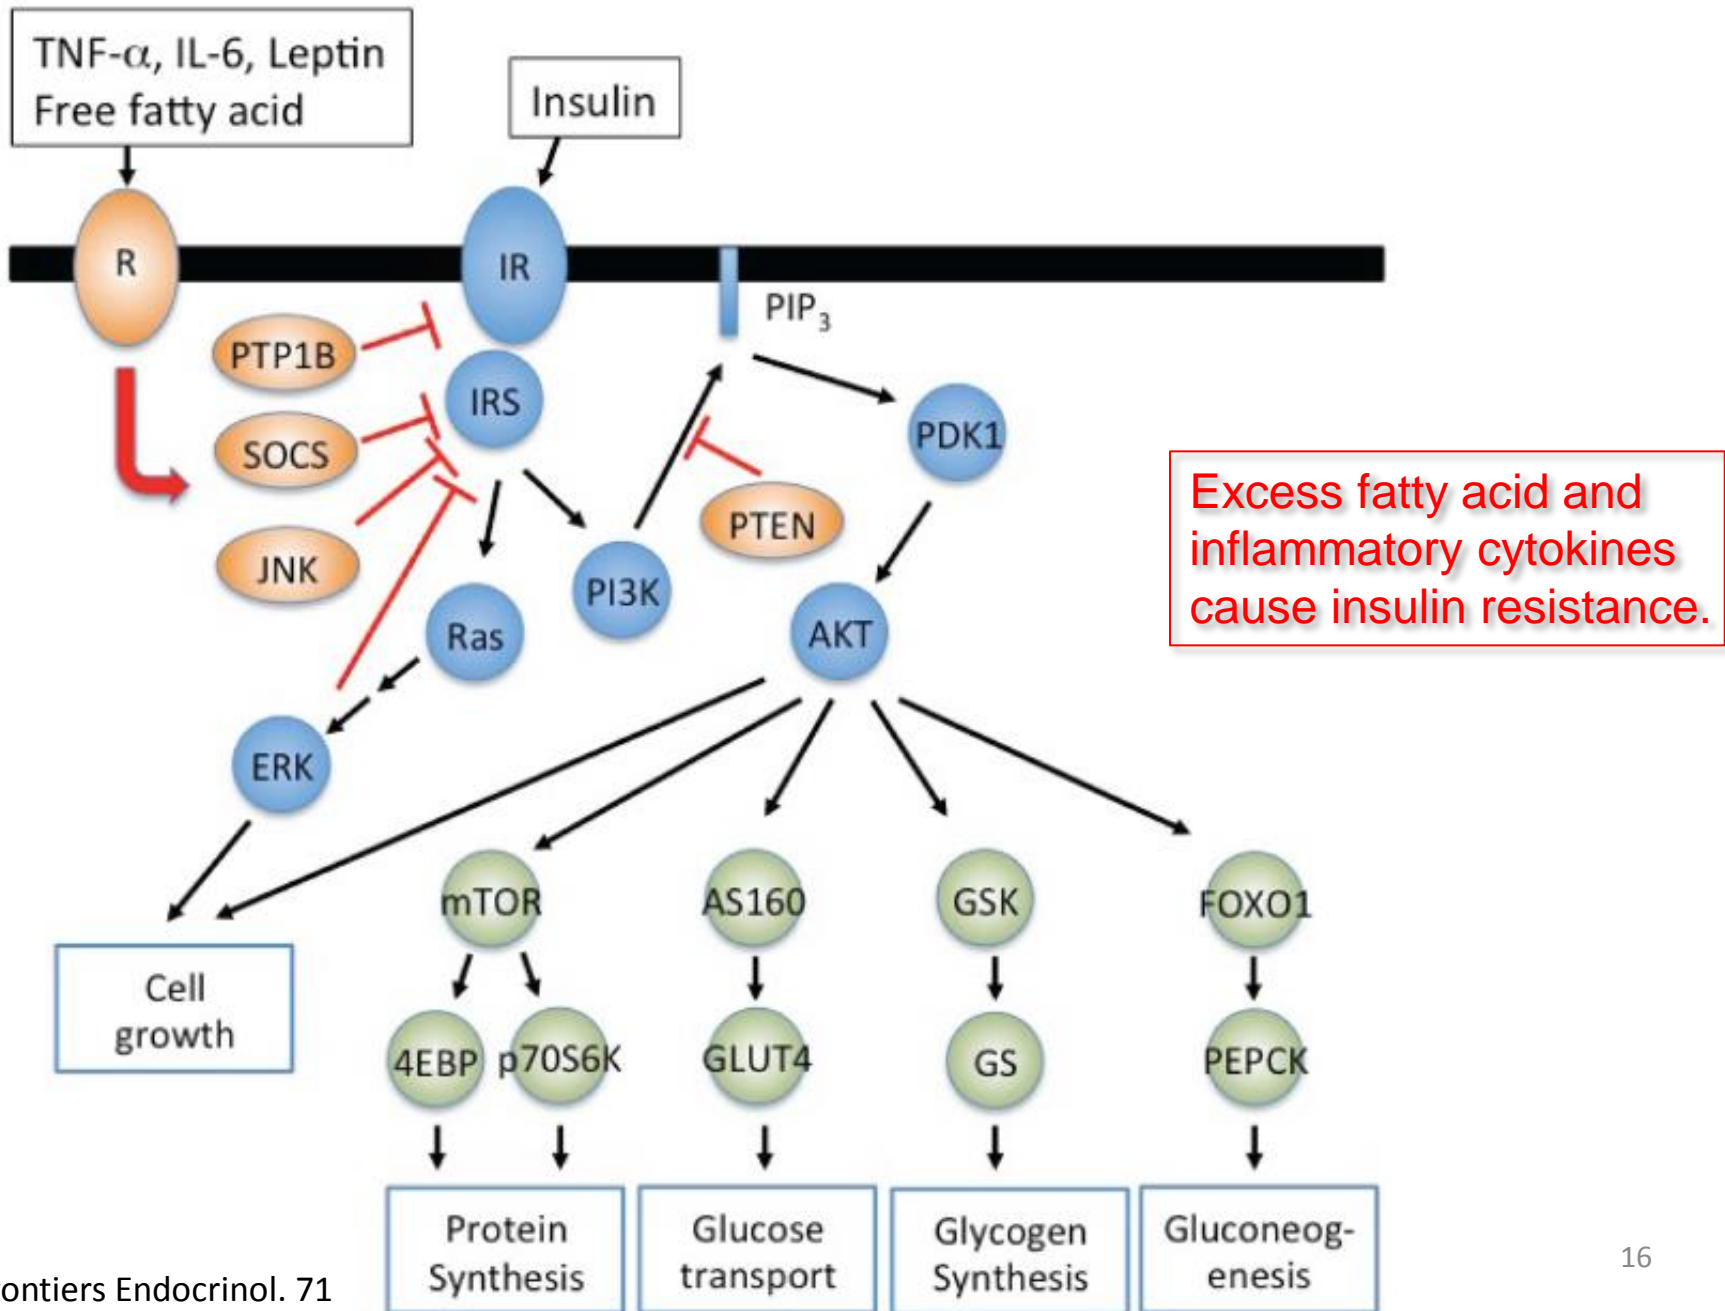 TNF-α, IL-6, Leptin
Free fatty acid
Insulin
R
IR
PIP₃
PTP1B
IRS
SOCS
PDK1
JNK
PTEN
PI3K
Ras
AKT
Excess fatty acid and
inflammatory cytokines
cause insulin resistance.
ERK
mTOR
AS160
GSK
FOXO1
Cell
growth
4EBP
p70S6K
GLUT4
GS
PEPCK
Protein
Synthesis
Glucose
transport
Glycogen
Synthesis
Gluconeog-
enesis
rontiers Endocrinol. 71
16